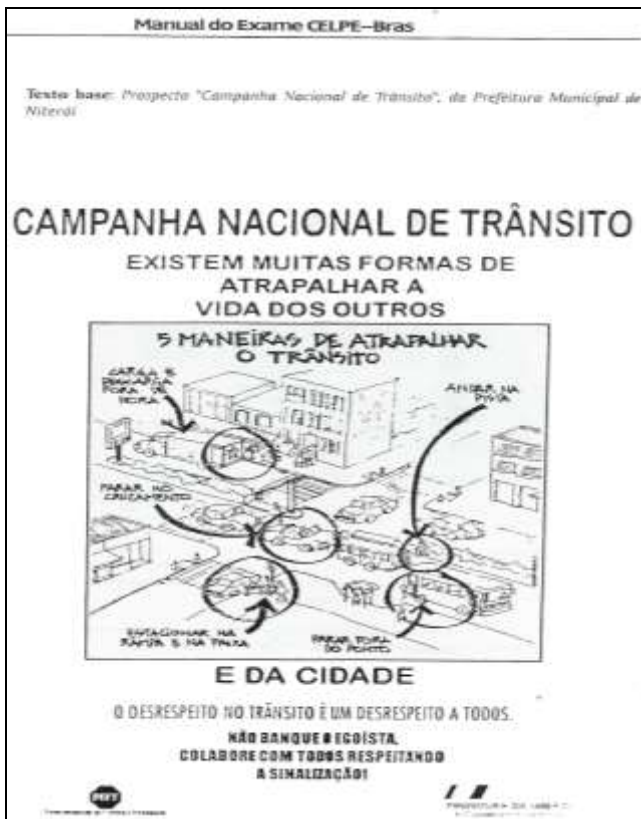 Manual do Exame CELPE–Bras
Texto base: Prospecto "Campanha Nacional de Trânsito", da Prefeitura Municipal de
Niterói
CAMPANHA NACIONAL DE TRÂNSITO
EXISTEM MUITAS FORMAS DE
ATRAPALHAR A
VIDA DOS OUTROS
5 MANEIRAS DE ATRAPALHAR
O TRÂNSITO
CARGA E
DESCARGA
FORA DE
HORA
ANDAR NA
PISTA
PARAR NO
CRUZAMENTO
ESTACIONAR NA
RAMPA E NA FAIXA
PARAR FORA
DO PONTO
E DA CIDADE
O DESRESPEITO NO TRÂNSITO É UM DESRESPEITO A TODOS.
NÃO BANQUE O EGOÍSTA,
COLABORE COM TODOS RESPEITANDO
A SINALIZAÇÃO!
PREFEITURA DE